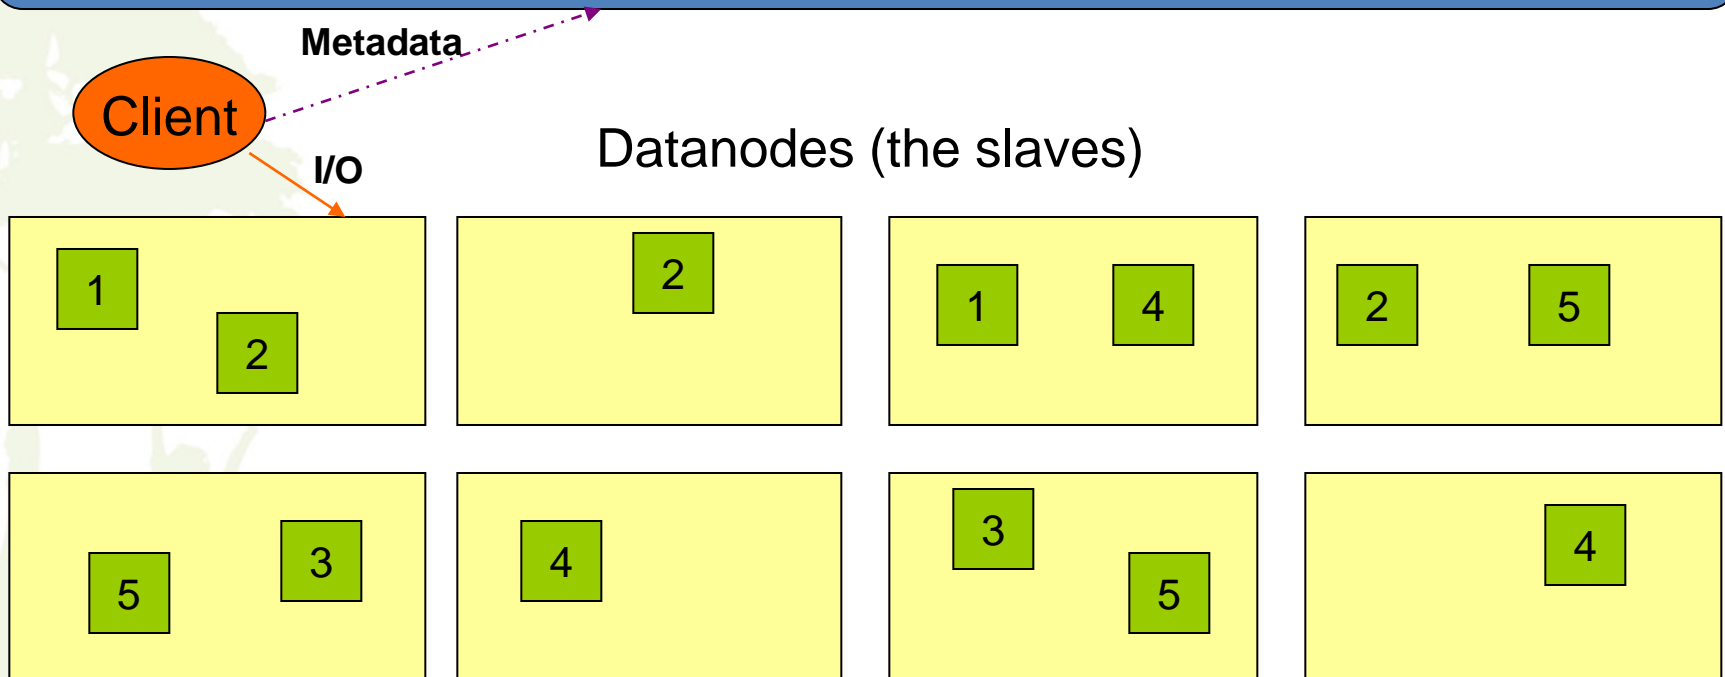 Metadata
Client
Datanodes (the slaves)
I/O
1
2
2
1 4
2 5
5 3
4
3
5
4